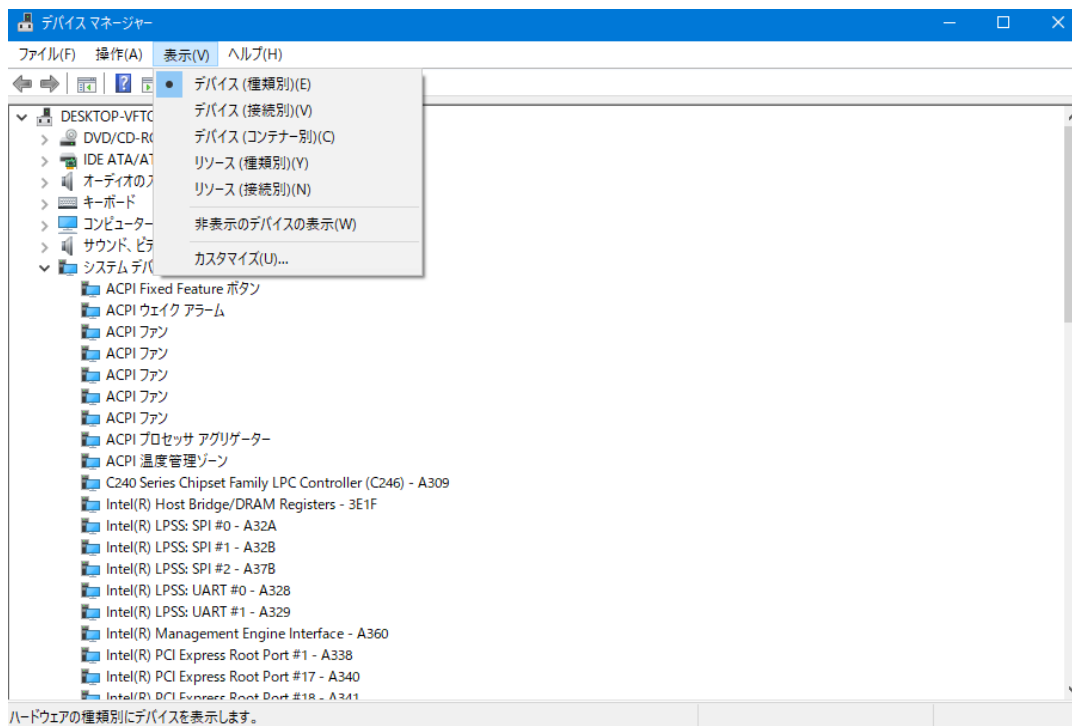 デバイス マネージャー
ファイル(F) 操作(A) 表示(V) ヘルプ(H)
デバイス (種類別)(E)
デバイス (接続別)(V)
デバイス (コンテナー別)(C)
リソース (種類別)(Y)
リソース (接続別)(N)
非表示のデバイスの表示(W)
カスタマイズ(U)...
DESKTOP-VFTC
DVD/CD-R
IDE ATA/AT
オーディオの
キーボード
コンピューター
サウンド、ビデ
システム デバ
ACPI Fixed Feature ボタン
ACPI ウェイク アラーム
ACPI ファン
ACPI ファン
ACPI ファン
ACPI ファン
ACPI ファン
ACPI プロセッサ アグリゲーター
ACPI 温度管理ゾーン
C240 Series Chipset Family LPC Controller (C246) - A309
Intel(R) Host Bridge/DRAM Registers - 3E1F
Intel(R) LPSS: SPI #0 - A32A
Intel(R) LPSS: SPI #1 - A32B
Intel(R) LPSS: SPI #2 - A37B
Intel(R) LPSS: UART #0 - A328
Intel(R) LPSS: UART #1 - A329
Intel(R) Management Engine Interface - A360
Intel(R) PCI Express Root Port #1 - A338
Intel(R) PCI Express Root Port #17 - A340
Intel(R) PCI Express Root Port #18 - A341
ハードウェアの種類別にデバイスを表示します。